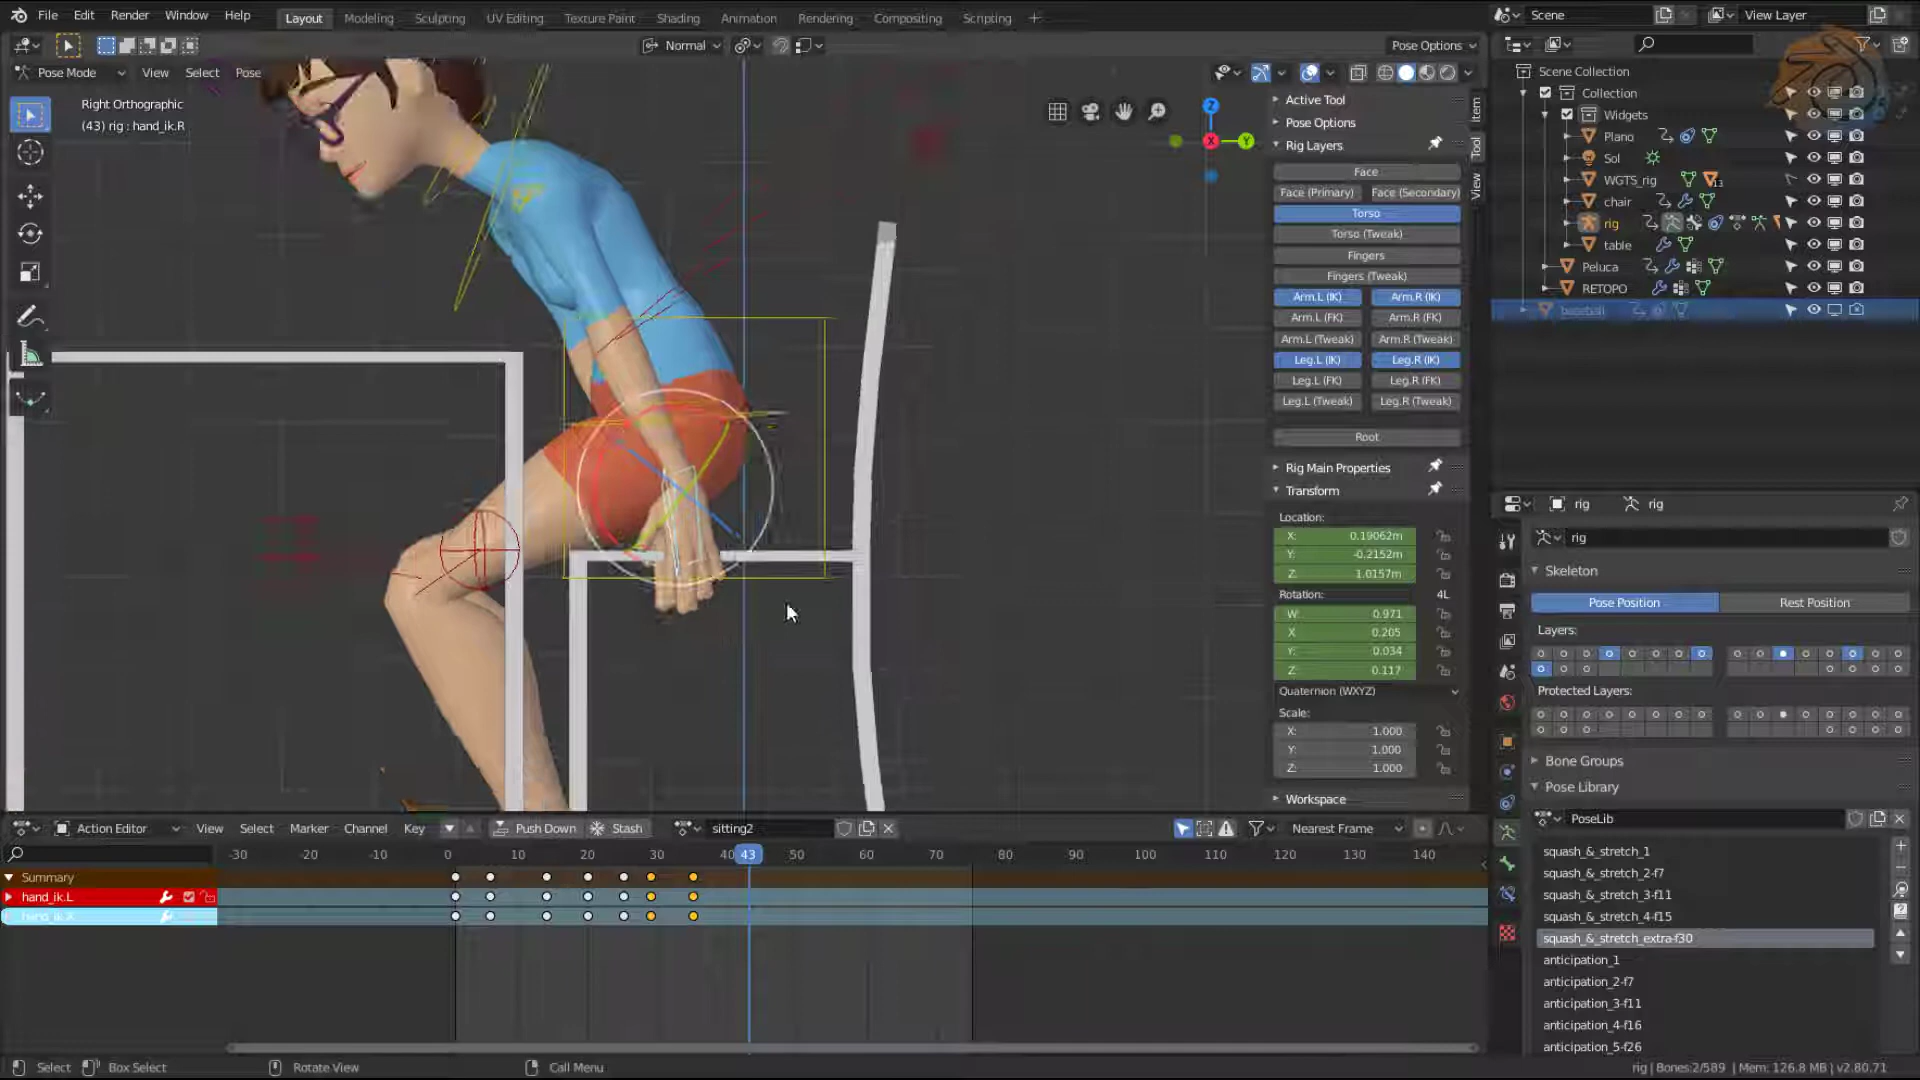 File Edit Render Window Help Layout Modeling Sculpting UV Editing Texture Paint Shading Animation Rendering Compositing Scripting + Scene View Layer
Normal Pose Options
Pose Mode View Select Pose
Right Orthographic
(43) rig : hand_ik.R
Z
X
Y
Item
Tool
View
Active Tool
Pose Options
Rig Layers
Face
Face (Primary) Face (Secondary)
Torso
Torso (Tweak)
Fingers
Fingers (Tweak)
Arm.L (IK) Arm.R (IK)
Arm.L (FK) Arm.R (FK)
Arm.L (Tweak) Arm.R (Tweak)
Leg.L (IK) Leg.R (IK)
Leg.L (FK) Leg.R (FK)
Leg.L (Tweak) Leg.R (Tweak)
Root
Rig Main Properties
Transform
Location:
X: 0.19062m
Y: -0.2152m
Z: 1.0157m
Rotation: 4L
W: 0.971
X 0.205
Y: 0.034
Z: 0.117
Quaternion (WXYZ)
Scale:
X: 1.000
Y: 1.000
Z: 1.000
Workspace
Scene Collection
Collection
Widgets
Plano
Sol
WGTS_rig 13
chair
rig
table
Peluca
RETOPO
baseball
rig rig
rig
Skeleton
Pose Position Rest Position
Layers:
Protected Layers:
Bone Groups
Pose Library
PoseLib
squash_&_stretch_1
squash_&_stretch_2-f7
squash_&_stretch_3-f11
squash_&_stretch_4-f15
squash_&_stretch_extra-f30
anticipation_1
anticipation_2-f7
anticipation_3-f11
anticipation_4-f16
anticipation_5-f26
Action Editor View Select Marker Channel Key Push Down Stash sitting2 Nearest Frame
-30 -20 -10 0 10 20 30 40 43 50 60 70 80 90 100 110 120 130 140
Summary
hand_ik.L
hand_ik.R
Select Box Select Rotate View Call Menu rig | Bones:2/589 | Mem: 126.8 MB | v2.80.71